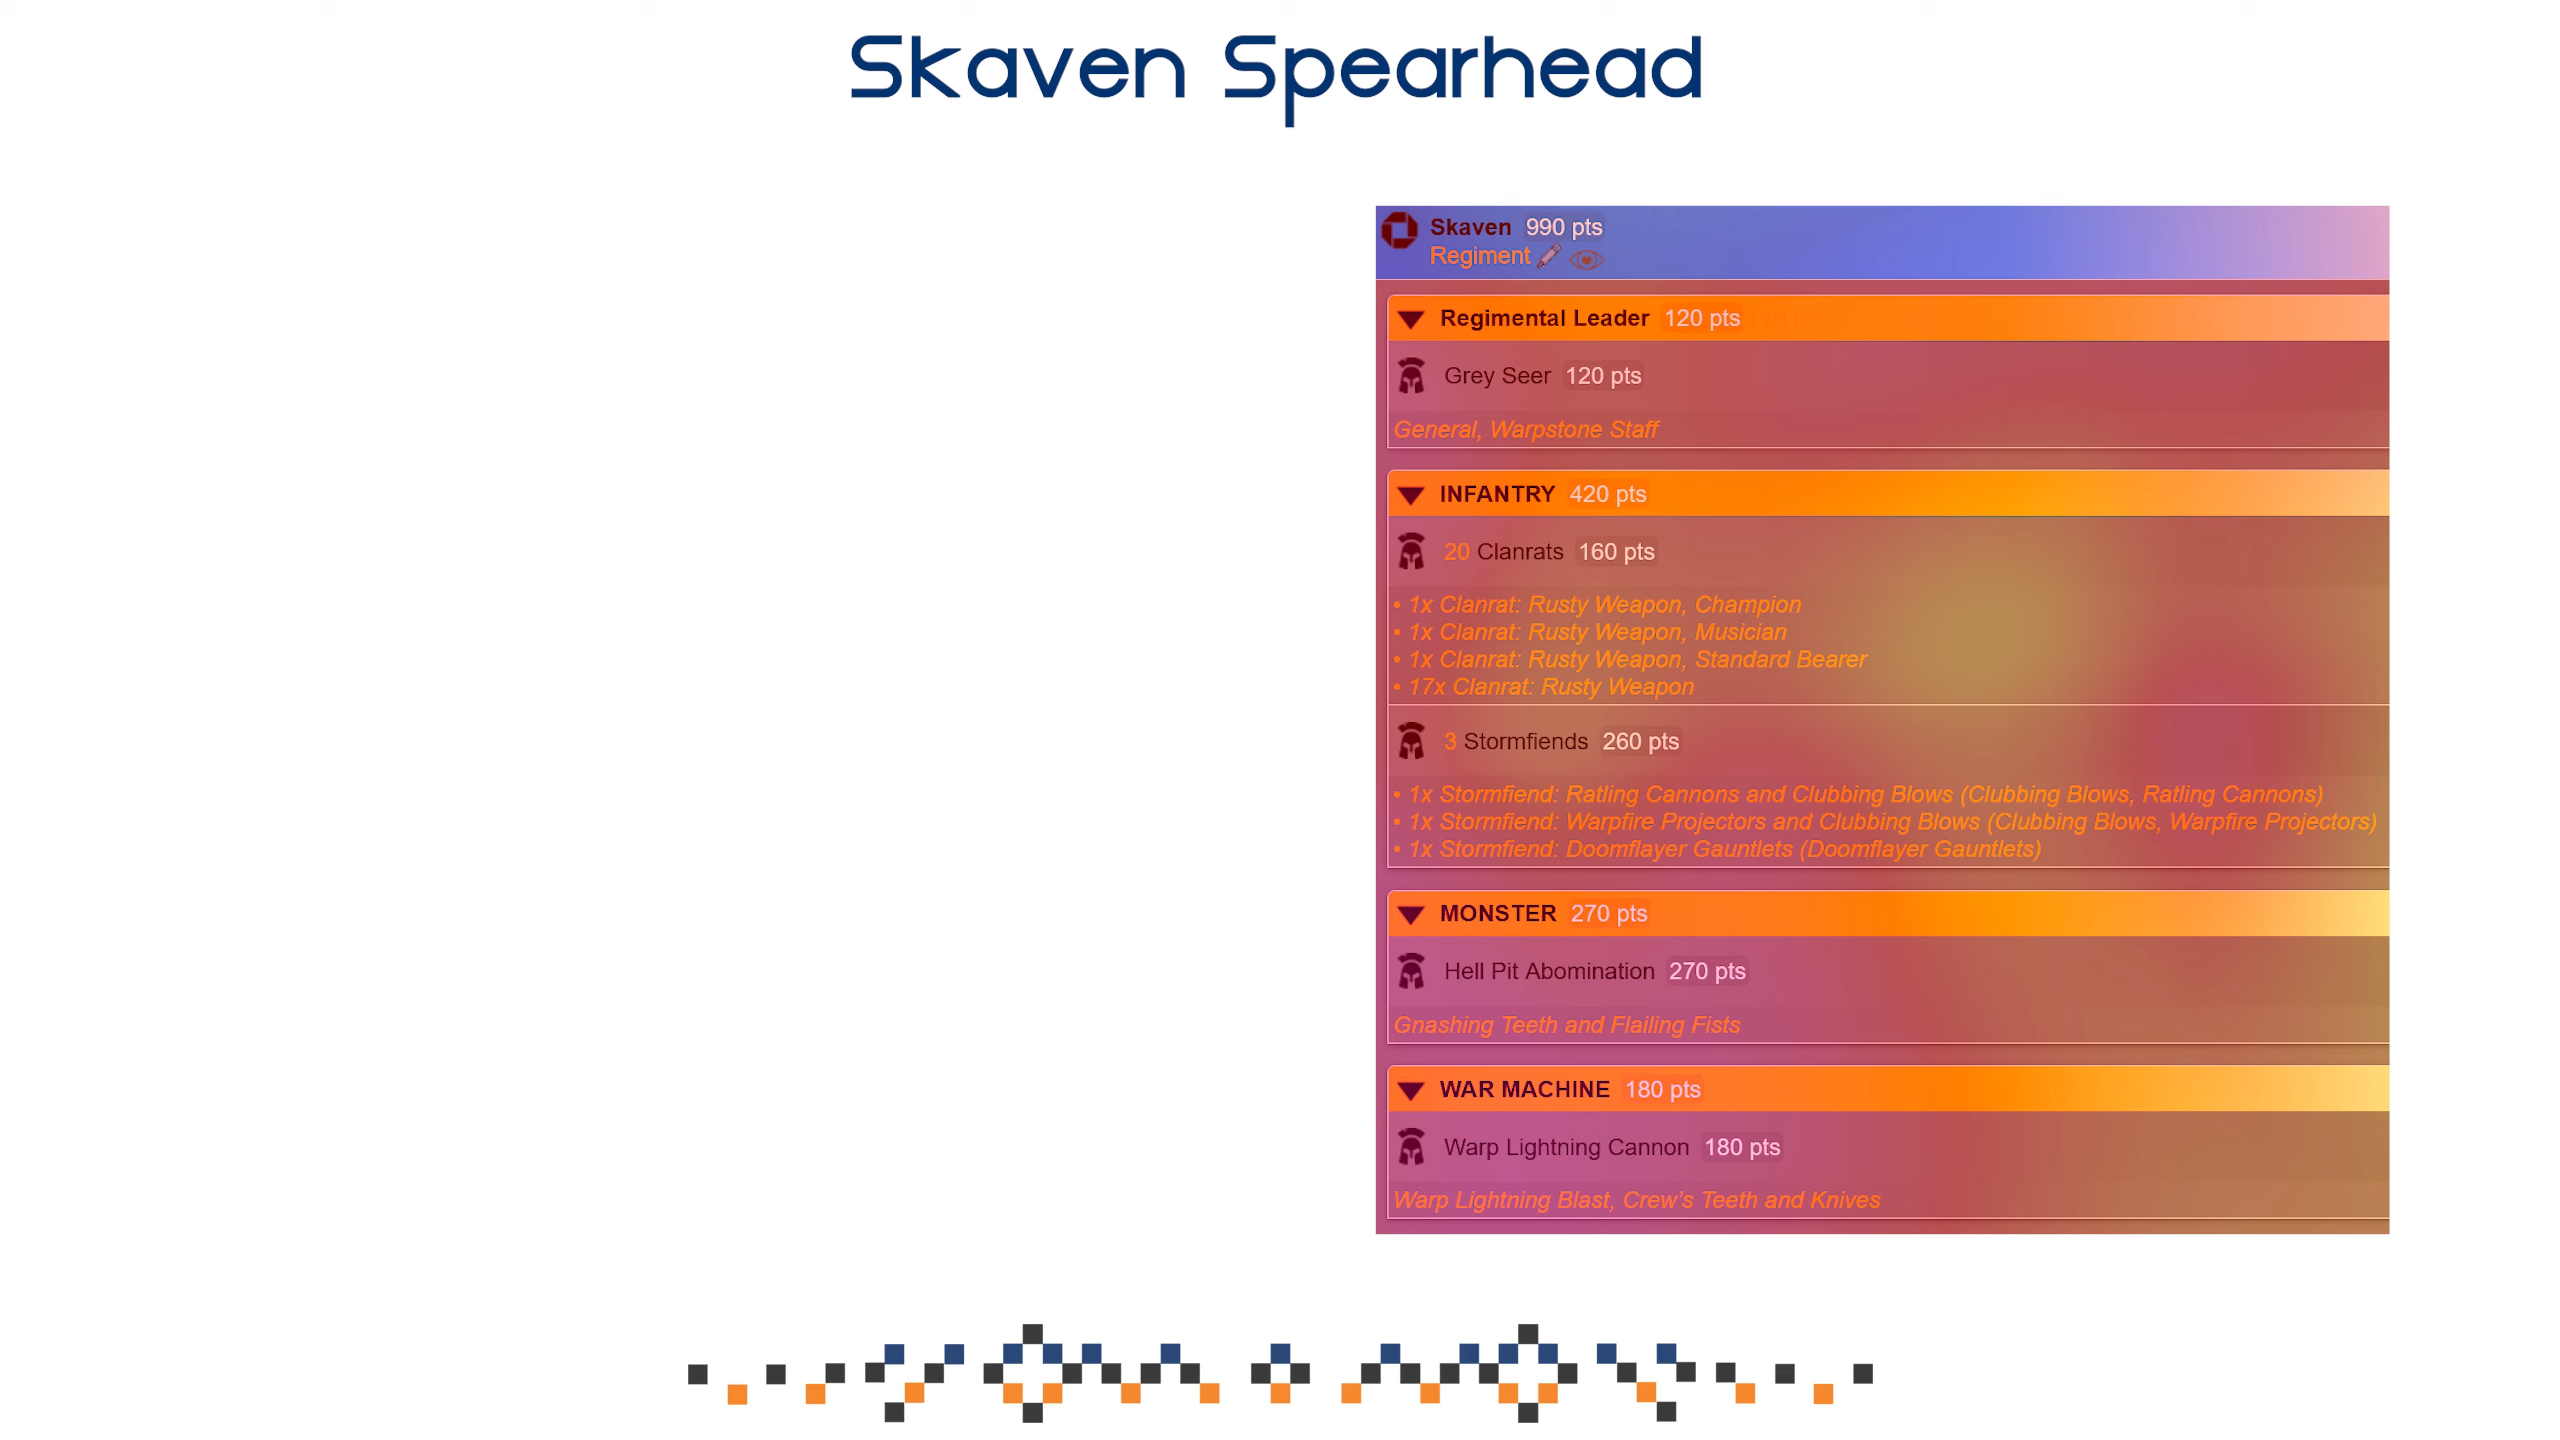 Skaven Spearhead
Skaven 990 pts
Regiment
Regimental Leader 120 pts
Grey Seer 120 pts
General, Warpstone Staff
INFANTRY 420 pts
20 Clanrats 160 pts
• 1x Clanrat: Rusty Weapon, Champion
• 1x Clanrat: Rusty Weapon, Musician
• 1x Clanrat: Rusty Weapon, Standard Bearer
• 17x Clanrat: Rusty Weapon
3 Stormfiends 260 pts
• 1x Stormfiend: Ratling Cannons and Clubbing Blows (Clubbing Blows, Ratling Cannons)
• 1x Stormfiend: Warpfire Projectors and Clubbing Blows (Clubbing Blows, Warpfire Projectors)
• 1x Stormfiend: Doomflayer Gauntlets (Doomflayer Gauntlets)
MONSTER 270 pts
Hell Pit Abomination 270 pts
Gnashing Teeth and Flailing Fists
WAR MACHINE 180 pts
Warp Lightning Cannon 180 pts
Warp Lightning Blast, Crew's Teeth and Knives